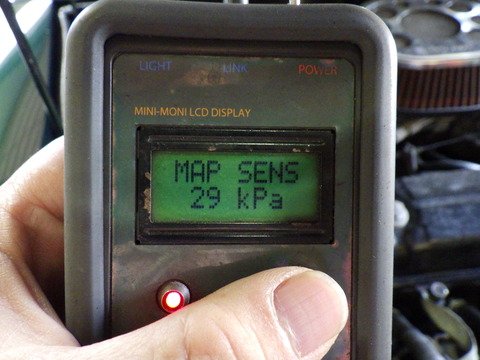 LIGHT LINK POWER
MINI-MONI LCD DISPLAY
MAP SENS
29 kPa